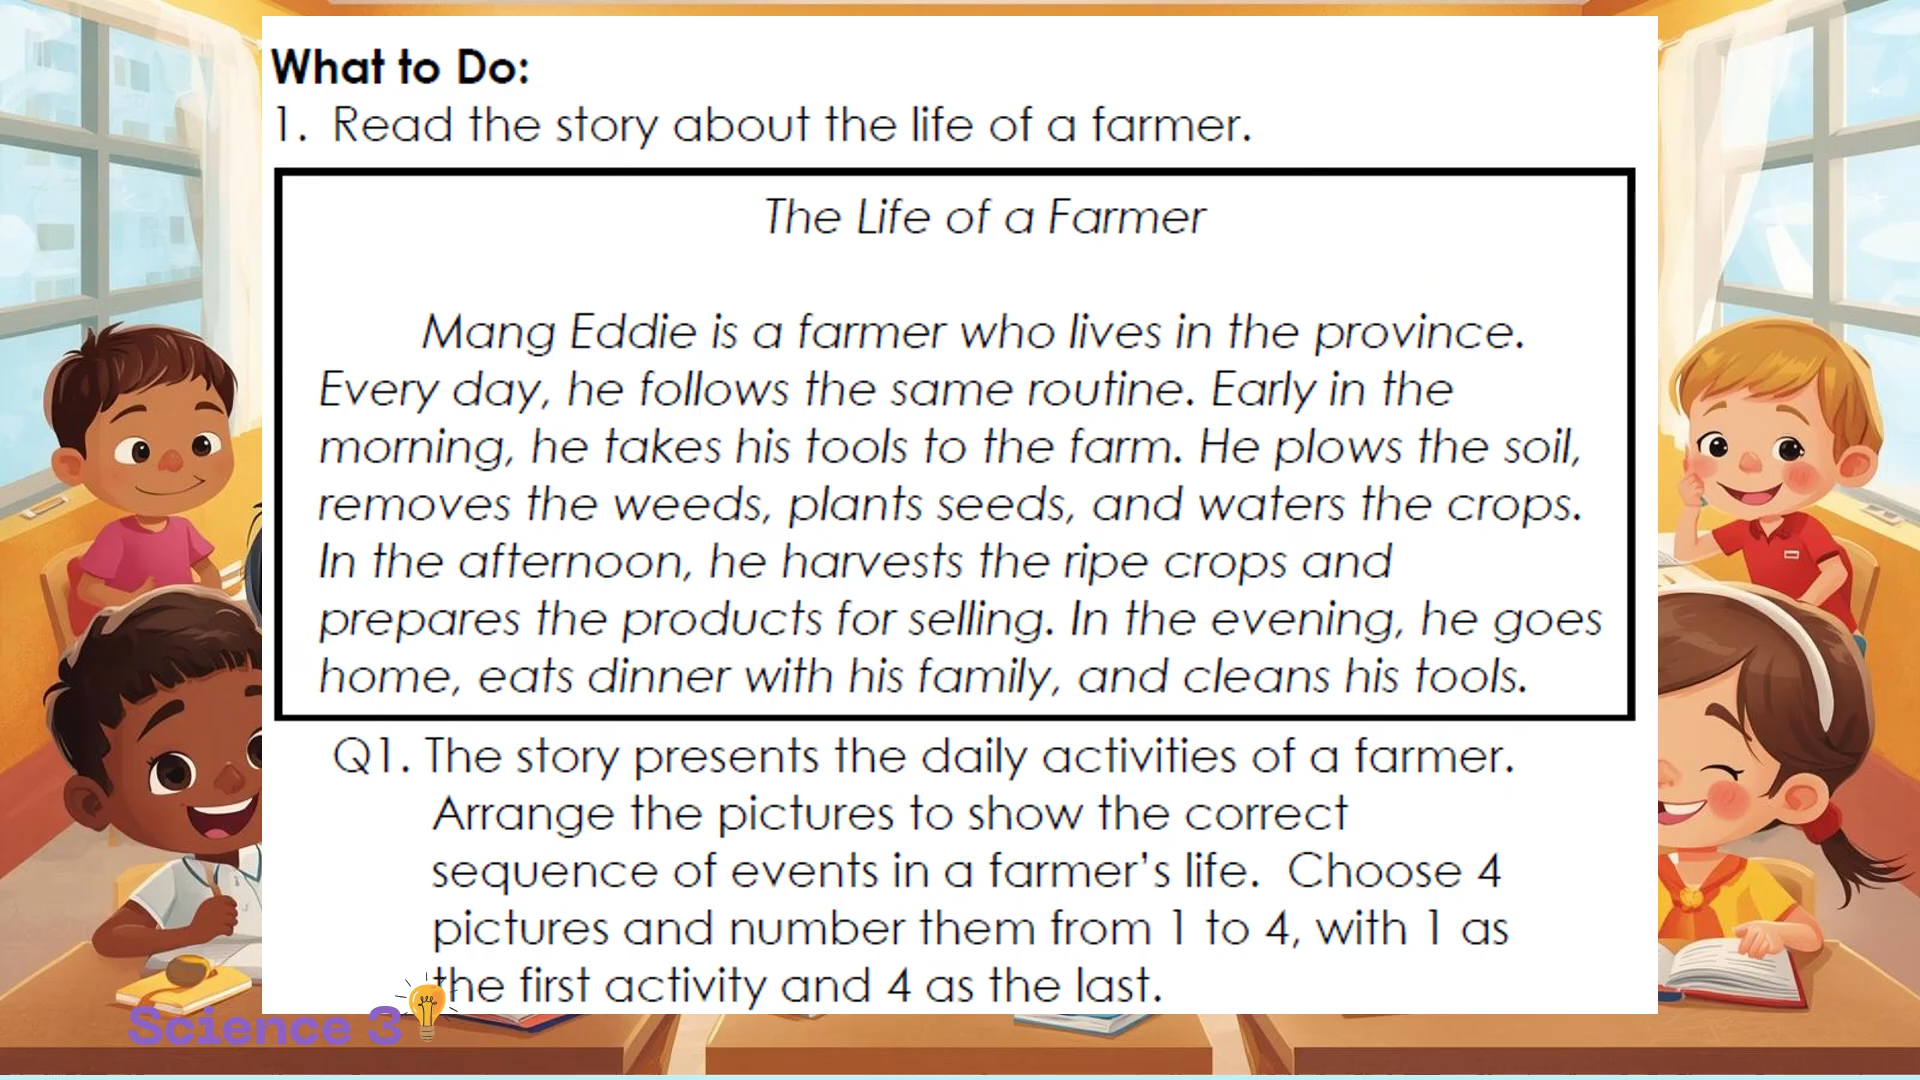 What to Do:
1. Read the story about the life of a farmer.
The Life of a Farmer
Mang Eddie is a farmer who lives in the province.
Every day, he follows the same routine. Early in the
morning, he takes his tools to the farm. He plows the soil,
removes the weeds, plants seeds, and waters the crops.
In the afternoon, he harvests the ripe crops and
prepares the products for selling. In the evening, he goes
home, eats dinner with his family, and cleans his tools.
Q1. The story presents the daily activities of a farmer.
Arrange the pictures to show the correct
sequence of events in a farmer's life. Choose 4
pictures and number them from 1 to 4, with 1 as
the first activity and 4 as the last.
Science 3